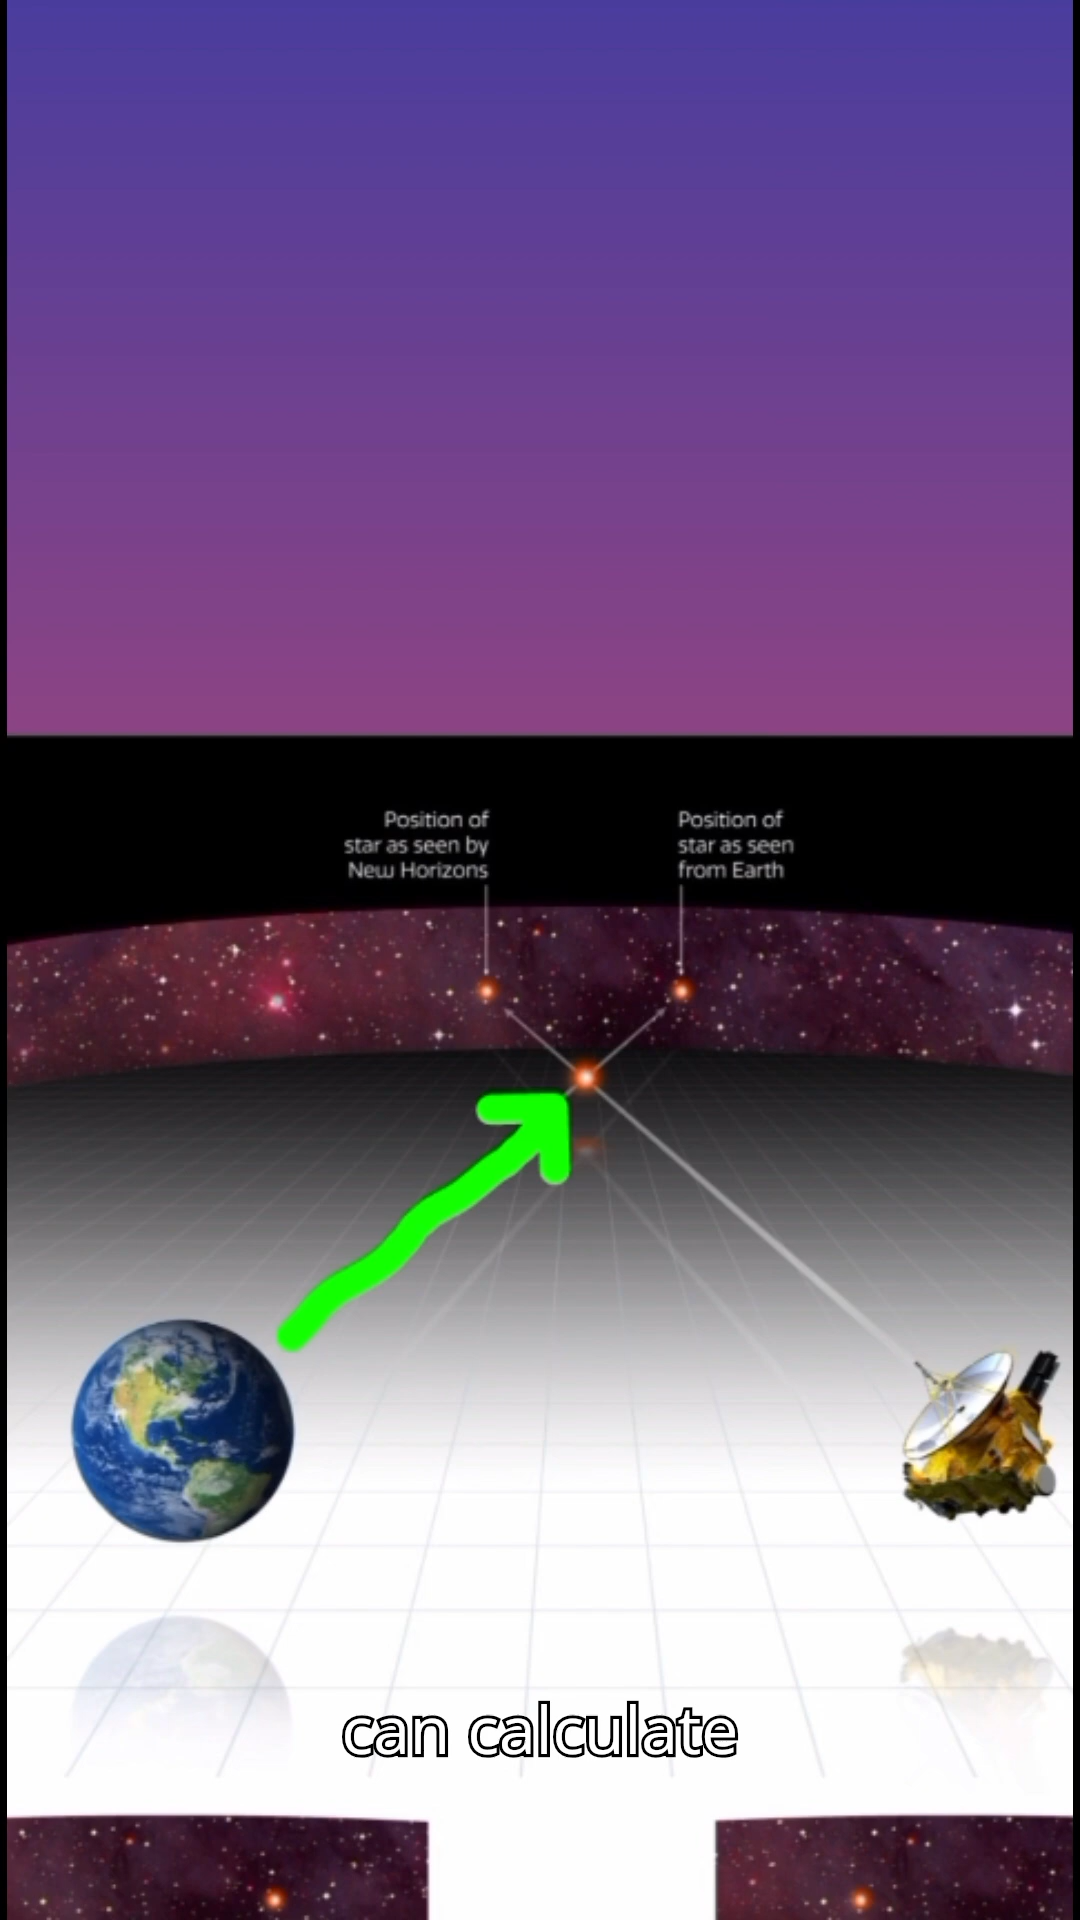 Position of
star as seen by
New Horizons
Position of
star as seen
from Earth
can calculate